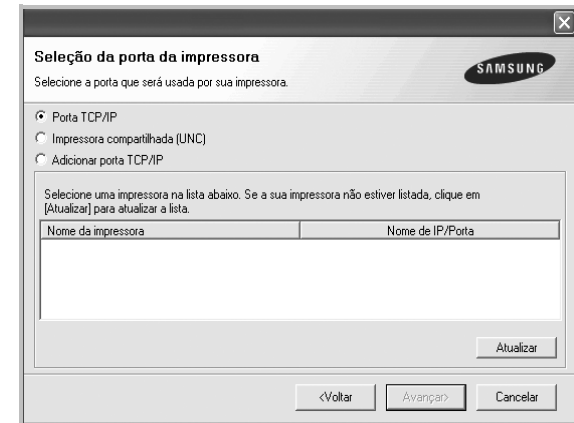 Seleção da porta da impressora
Selecione a porta que será usada por sua impressora.
SAMSUNG
Porta TCP/IP
Impressora compartilhada (UNC)
Adicionar porta TCP/IP
Selecione uma impressora na lista abaixo. Se a sua impressora não estiver listada, clique em
[Atualizar] para atualizar a lista.
Nome da impressora Nome de IP/Porta
Atualizar
<Voltar Avançar> Cancelar